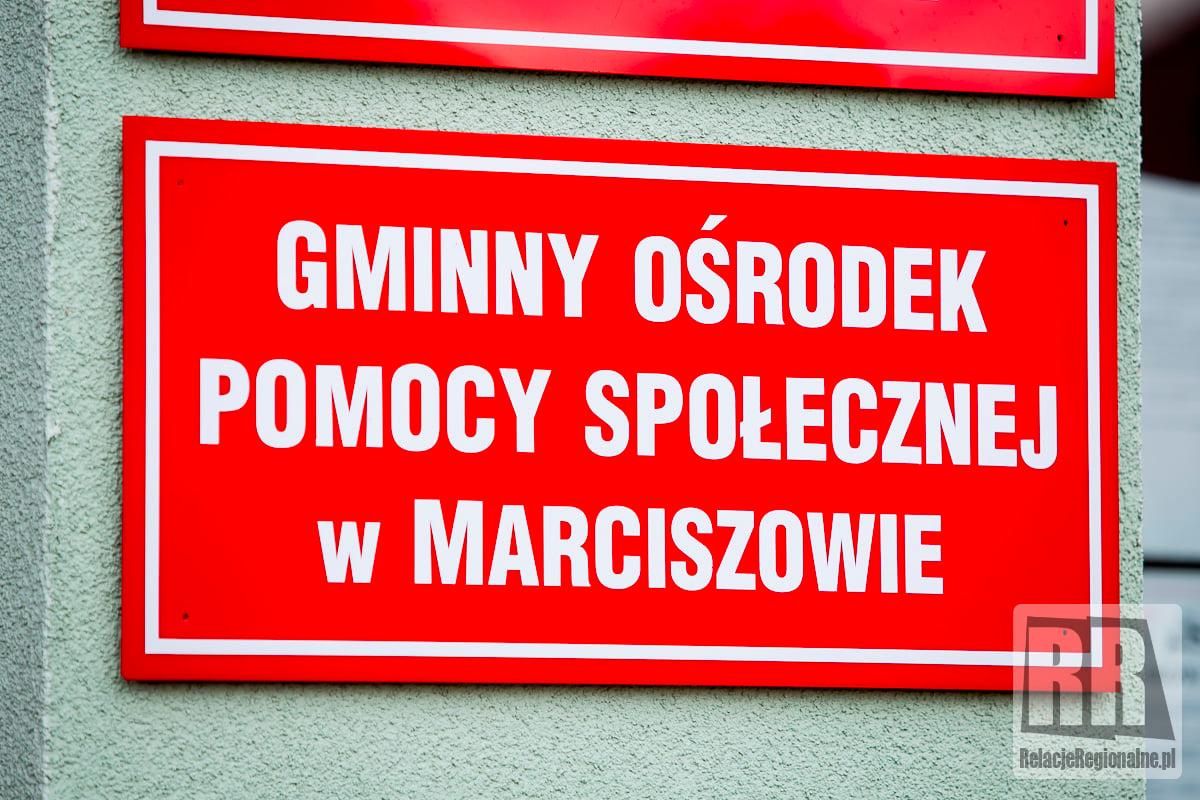 GMINNY OŚRODEK
POMOCY SPOŁECZNEJ
w MARCISZOWIE
RR
RelacjeRegionalne.pl